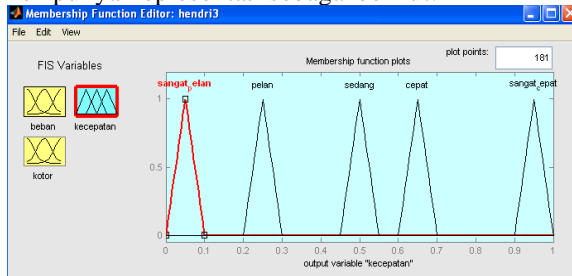 Membership Function Editor: hendri3
File Edit View
FIS Variables
beban
kecepatan
kotor
Membership function plots
plot points:
181
sangat_pelan
pelan
sedang
cepat
sangat_cepat
1
0.5
0
0 0.1 0.2 0.3 0.4 0.5 0.6 0.7 0.8 0.9 1
output variable "kecepatan"